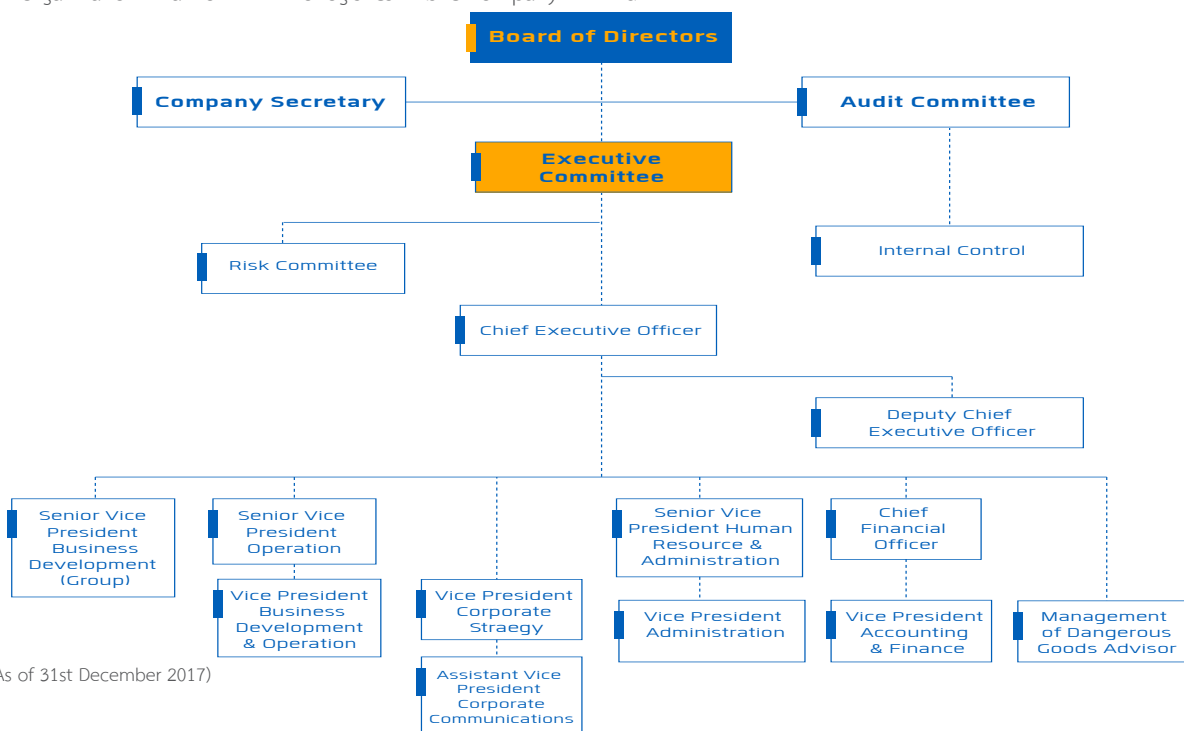 Board of Directors
Company Secretary
Audit Committee
Executive
Committee
Risk Committee
Internal Control
Chief Executive Officer
Deputy Chief
Executive Officer
Senior Vice
President
Business
Development
(Group)
Senior Vice
President
Operation
Vice President
Business
Development
& Operation
Vice President
Corporate
Straegy
Assistant Vice
President
Corporate
Communications
Senior Vice
President Human
Resource &
Administration
Vice President
Administration
Chief
Financial
Officer
Vice President
Accounting
& Finance
Management
of Dangerous
Goods Advisor
As of 31st December 2017)